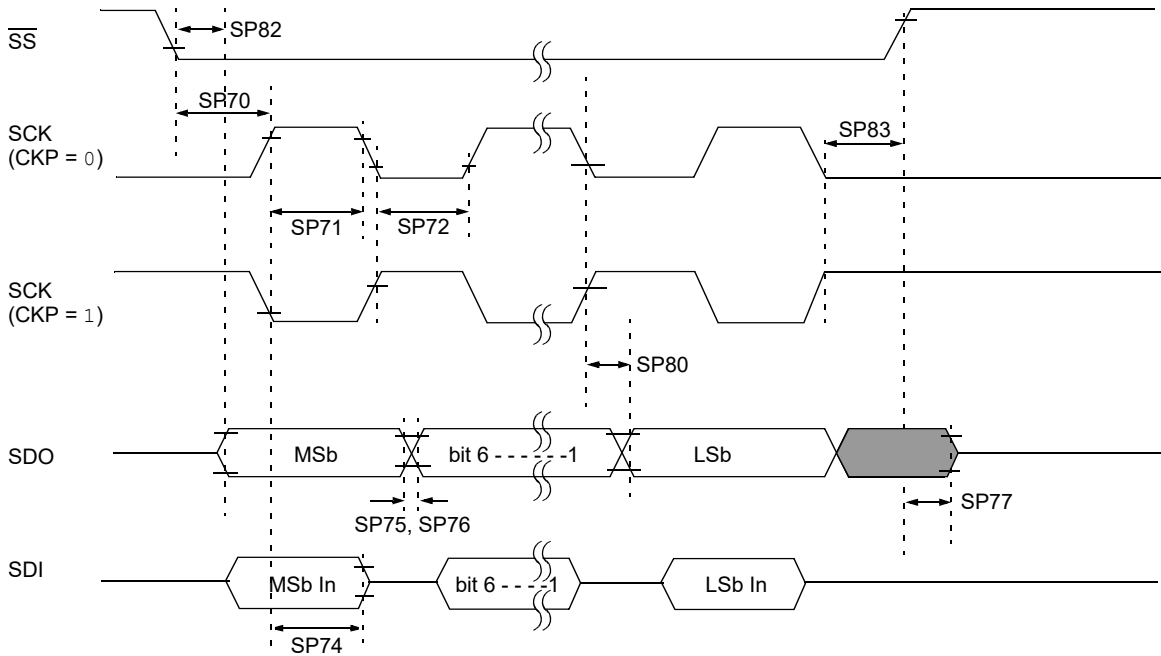 SS
SP82
SP70
SCK
(CKP = 0)
SP83
SP71
SP72
SCK
(CKP = 1)
SP80
SDO
MSb
bit 6 - - - - - -1
LSb
SP77
SP75, SP76
SDI
MSb In
bit 6 - - - - -1
LSb In
SP74